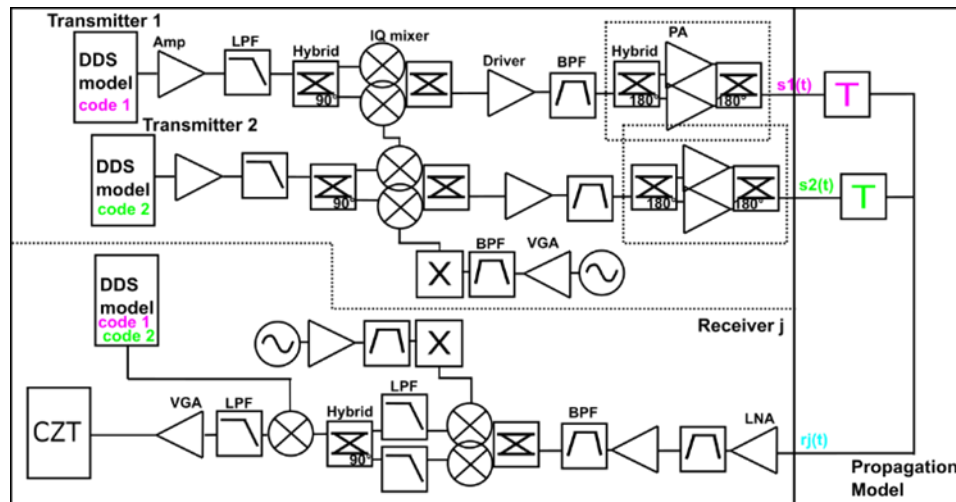 Transmitter 1
DDS
model
code 1
Amp
LPF
Hybrid
90°
IQ mixer
Driver
BPF
Hybrid
180°
PA
180°
s1(t)
T
Transmitter 2
DDS
model
code 2
90°
180°
180°
s2(t)
T
X
BPF
VGA
DDS
model
code 1
code 2
Receiver j
X
CZT
VGA
LPF
Hybrid
90°
LPF
BPF
LNA
rj(t)
Propagation
Model